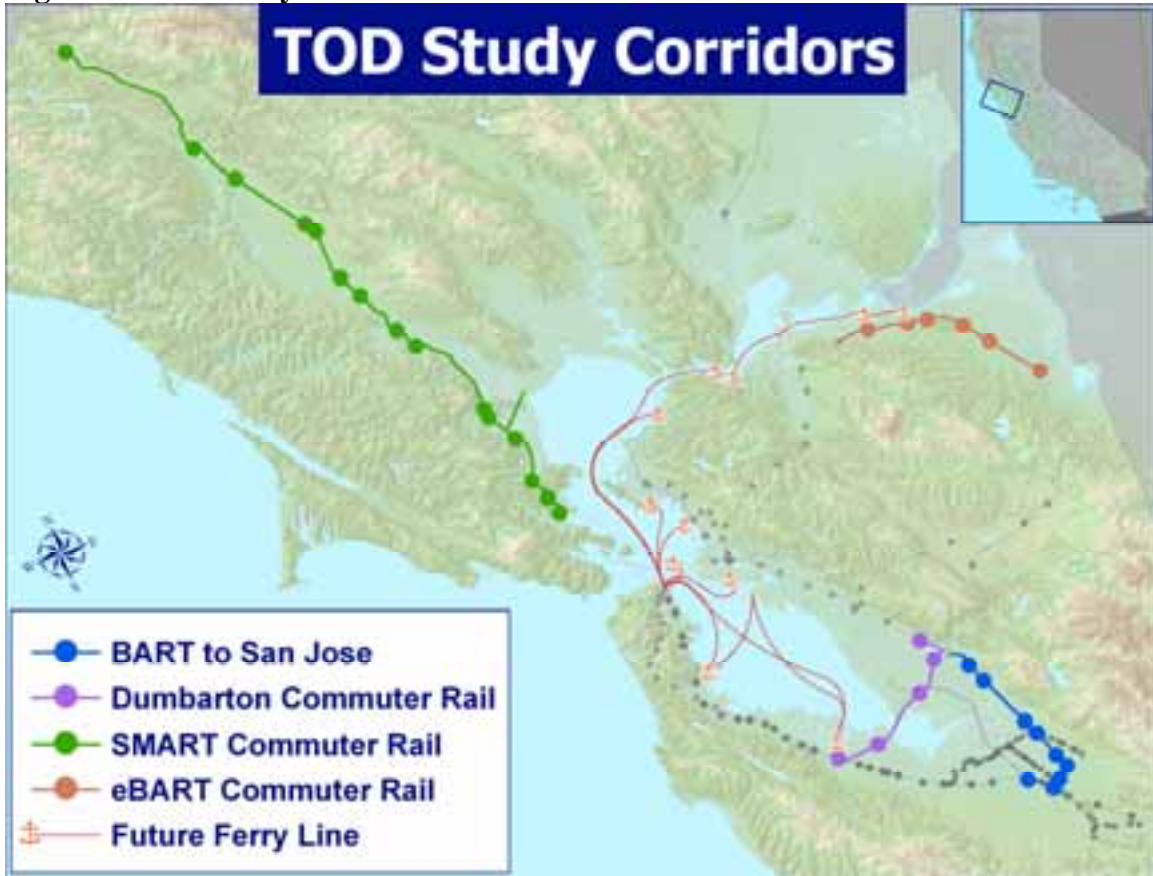 TOD Study Corridors
BART to San Jose
Dumbarton Commuter Rail
SMART Commuter Rail
eBART Commuter Rail
Future Ferry Line